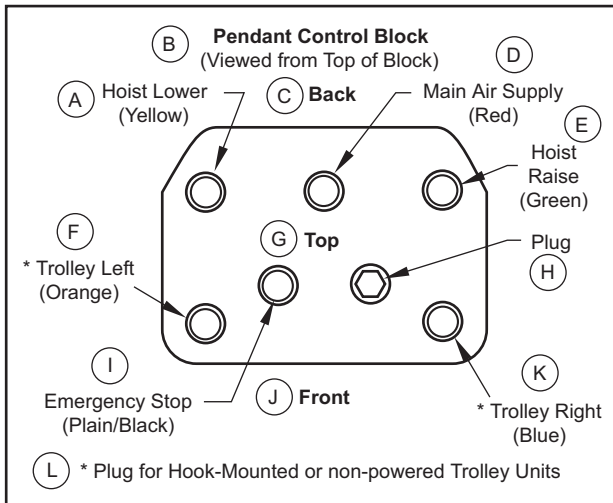 B Pendant Control Block
(Viewed from Top of Block)
D
A Hoist Lower
(Yellow)
C Back
Main Air Supply
(Red)
E
Hoist
Raise
(Green)
F
* Trolley Left
(Orange)
G Top
Plug
H
I
Emergency Stop
(Plain/Black)
J Front
K
* Trolley Right
(Blue)
L * Plug for Hook-Mounted or non-powered Trolley Units